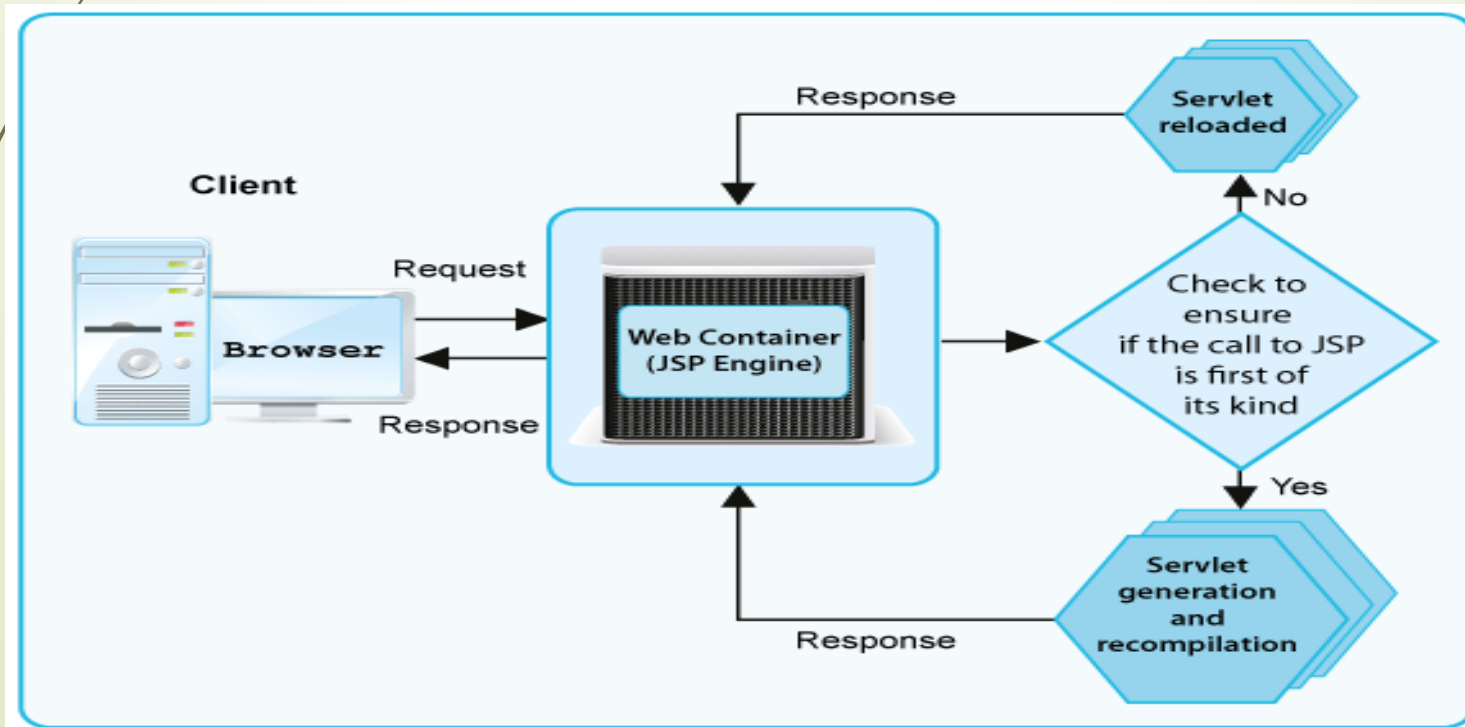 Response
Servlet
reloaded
Client
No
Request
Browser
Web Container
(JSP Engine)
Check to
ensure
if the call to JSP
is first of
its kind
Response
Yes
Servlet
generation
and
recompilation
Response